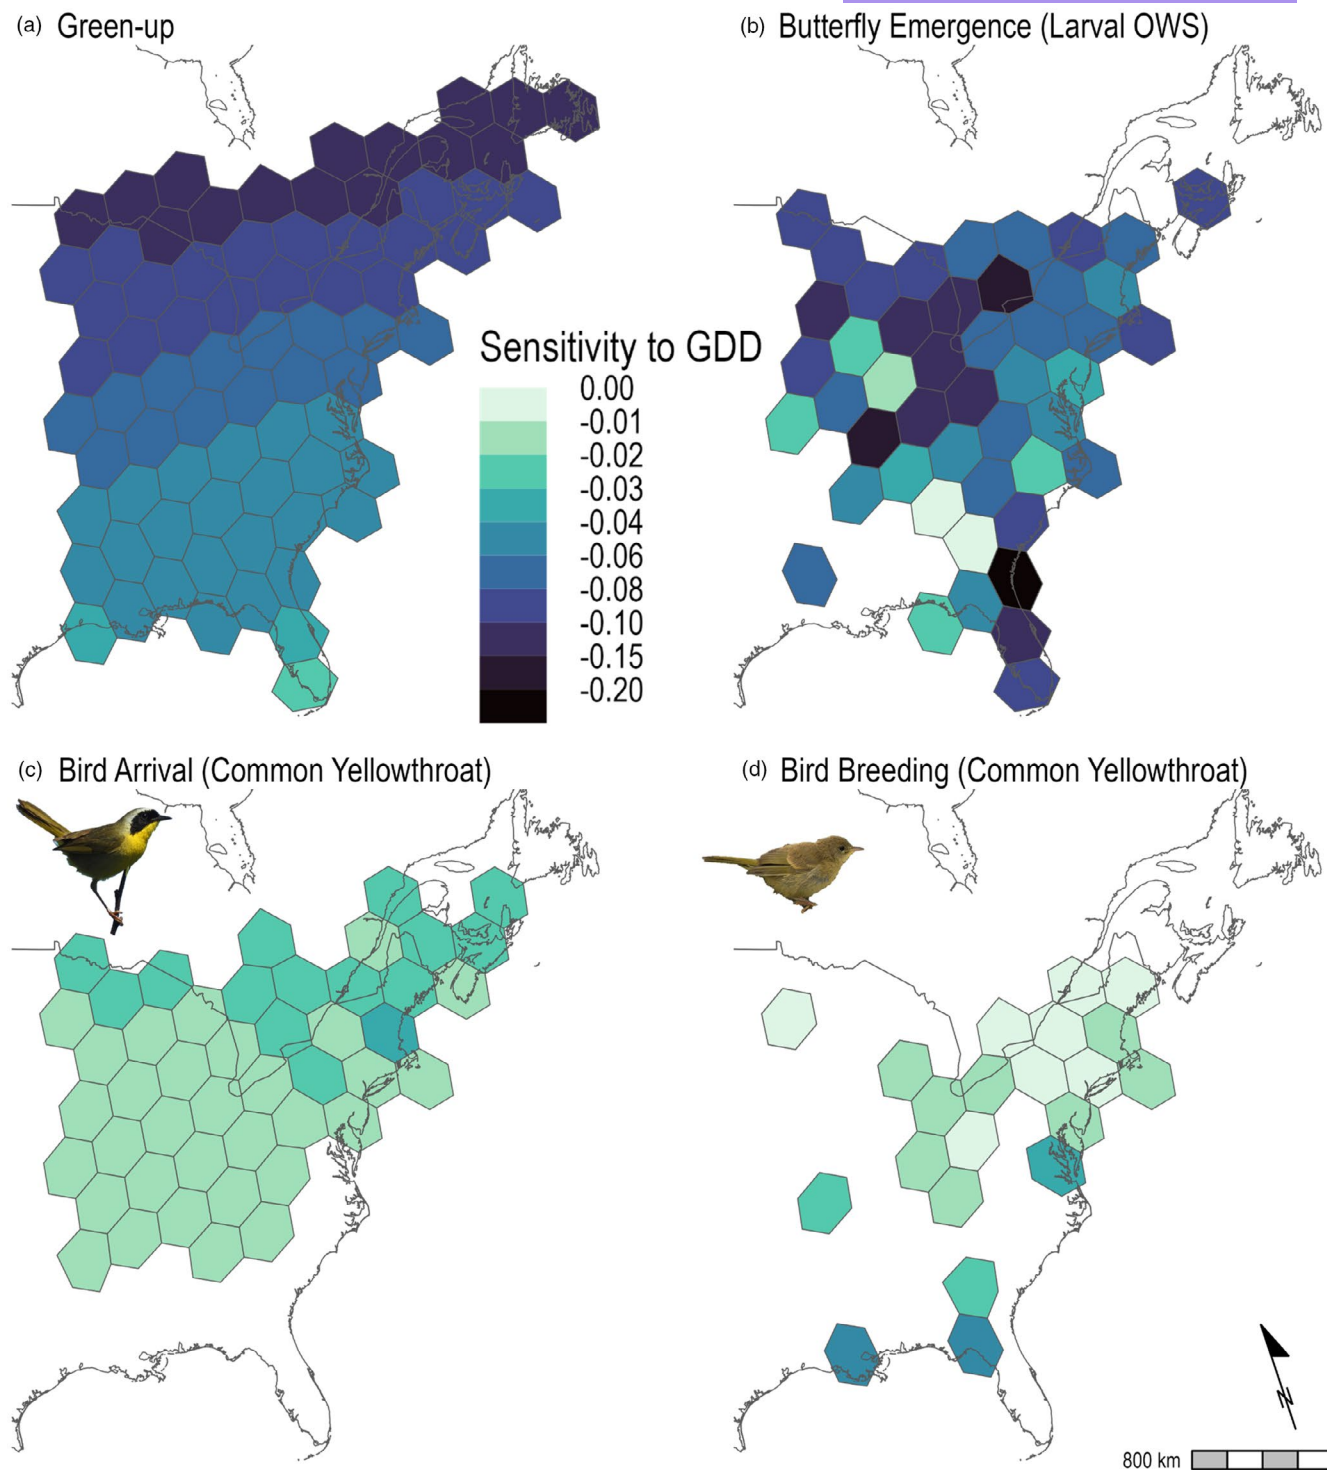 (a) Green-up
(b) Butterfly Emergence (Larval OWS)
Sensitivity to GDD
0.00
-0.01
-0.02
-0.03
-0.04
-0.06
-0.08
-0.10
-0.15
-0.20
(c) Bird Arrival (Common Yellowthroat)
(d) Bird Breeding (Common Yellowthroat)
N
800 km